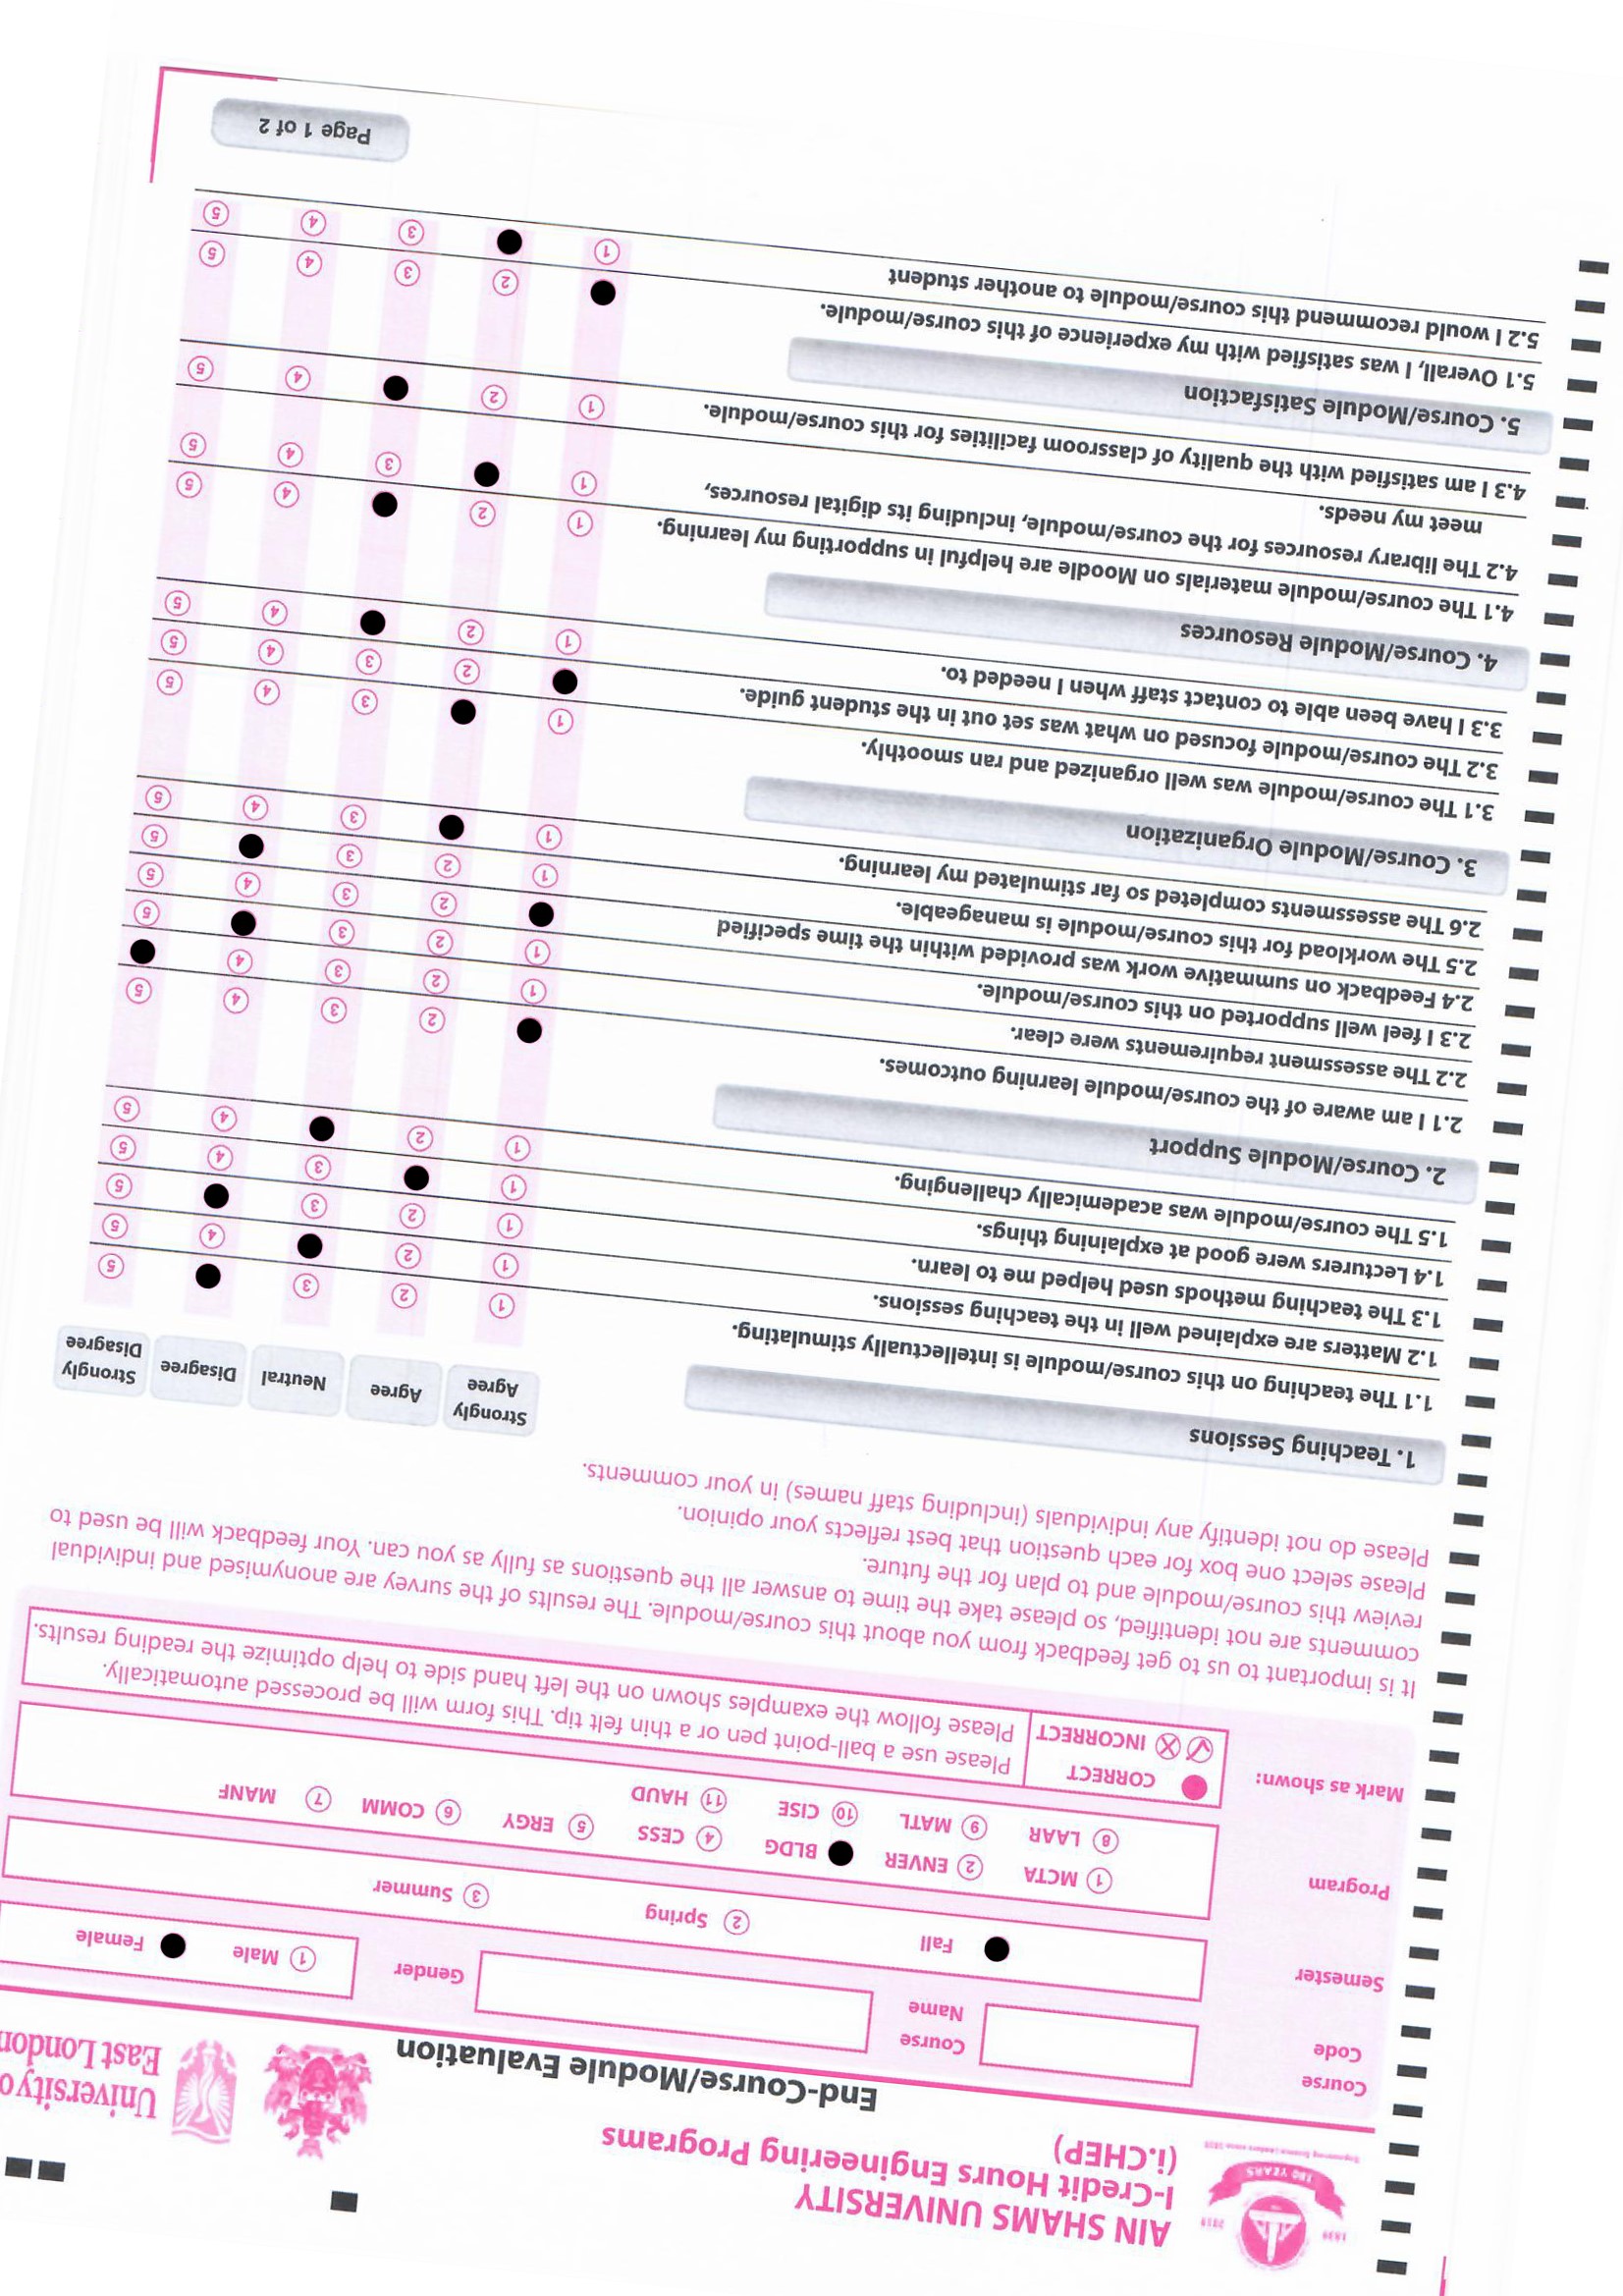 AIN SHAMS UNIVERSITY
I-Credit Hours Engineering Programs
(i.CHEP)
1839 2019
180 YEARS
End-Course/Module Evaluation
University of
East London
Course Code
Course Name
Gender
1 Male
Female
Semester
Fall
2 Spring
3 Summer
Program
1 MCTA
2 ENVER
BLDG
4 CESS
5 ERGY
6 COMM
7 MANF
8 LAAR
9 MATL
10 CISE
11 HAUD
Mark as shown:
CORRECT
INCORRECT
Please use a ball-point pen or a thin felt tip. This form will be processed automatically.
Please follow the examples shown on the left hand side to help optimize the reading results.
It is important to us to get feedback from you about this course/module. The results of the survey are anonymised and individual
comments are not identified, so please take the time to answer all the questions as fully as you can. Your feedback will be used to
review this course/module and to plan for the future.
Please select one box for each question that best reflects your opinion.
Please do not identify any individuals (including staff names) in your comments.
1. Teaching Sessions
Strongly Agree
Agree
Neutral
Disagree
Strongly Disagree
1.1 The teaching on this course/module is intellectually stimulating. 1 2 3 5
1.2 Matters are explained well in the teaching sessions. 1 2 4 5
1.3 The teaching methods used helped me to learn. 1 2 3 5
1.4 Lecturers were good at explaining things. 1 3 4 5
1.5 The course/module was academically challenging. 1 2 4 5
2. Course/Module Support
2.1 I am aware of the course/module learning outcomes. 2 3 4 5
2.2 The assessment requirements were clear. 1 2 3 4
2.3 I feel well supported on this course/module. 1 2 3 5
2.4 Feedback on summative work was provided within the time specified 2 3 4 5
2.5 The workload for this course/module is manageable. 1 2 3 5
2.6 The assessments completed so far stimulated my learning. 1 3 4 5
3. Course/Module Organization
3.1 The course/module was well organized and ran smoothly. 1 3 4 5
3.2 The course/module focused on what was set out in the student guide. 2 3 4 5
3.3 I have been able to contact staff when I needed to. 1 2 4 5
4. Course/Module Resources
4.1 The course/module materials on Moodle are helpful in supporting my learning. 1 2 4 5
4.2 The library resources for the course/module, including its digital resources, 1 3 4 5
meet my needs.
4.3 I am satisfied with the quality of classroom facilities for this course/module. 1 2 4 5
5. Course/Module Satisfaction
5.1 Overall, I was satisfied with my experience of this course/module. 2 3 4 5
5.2 I would recommend this course/module to another student 1 3 4 5
Page 1 of 2